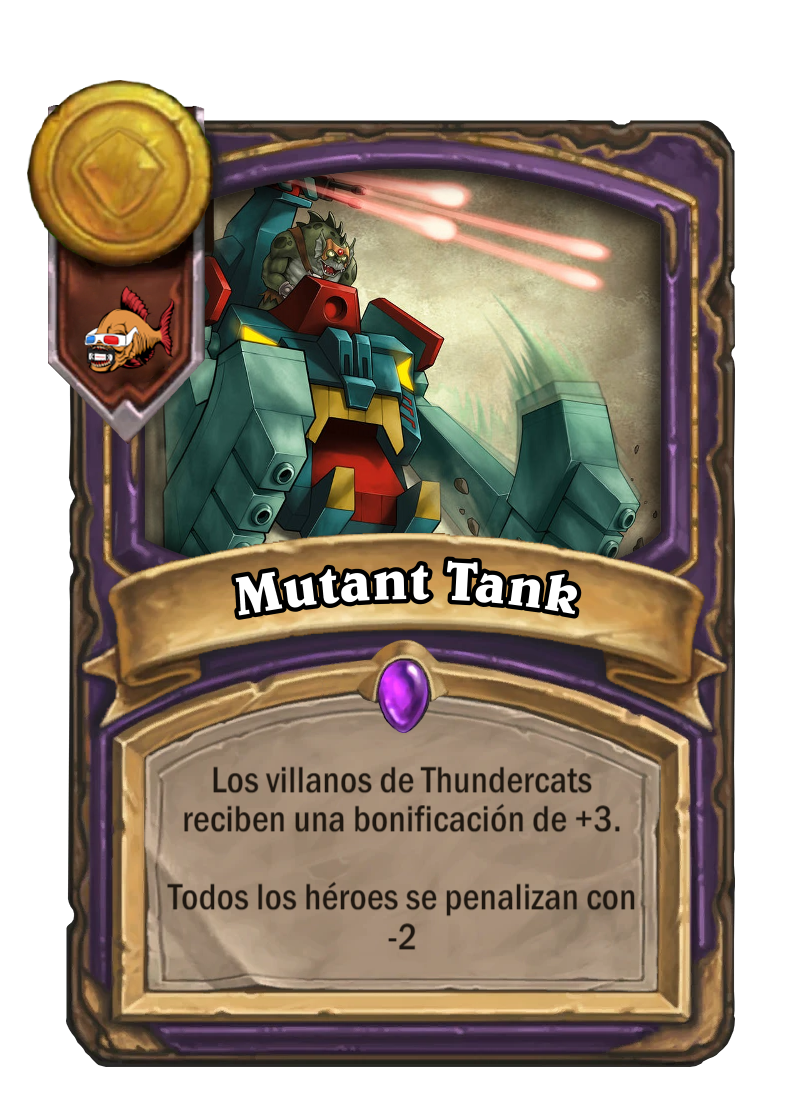 Mutant Tank
Los villanos de Thundercats
reciben una bonificación de +3.
Todos los héroes se penalizan con
-2